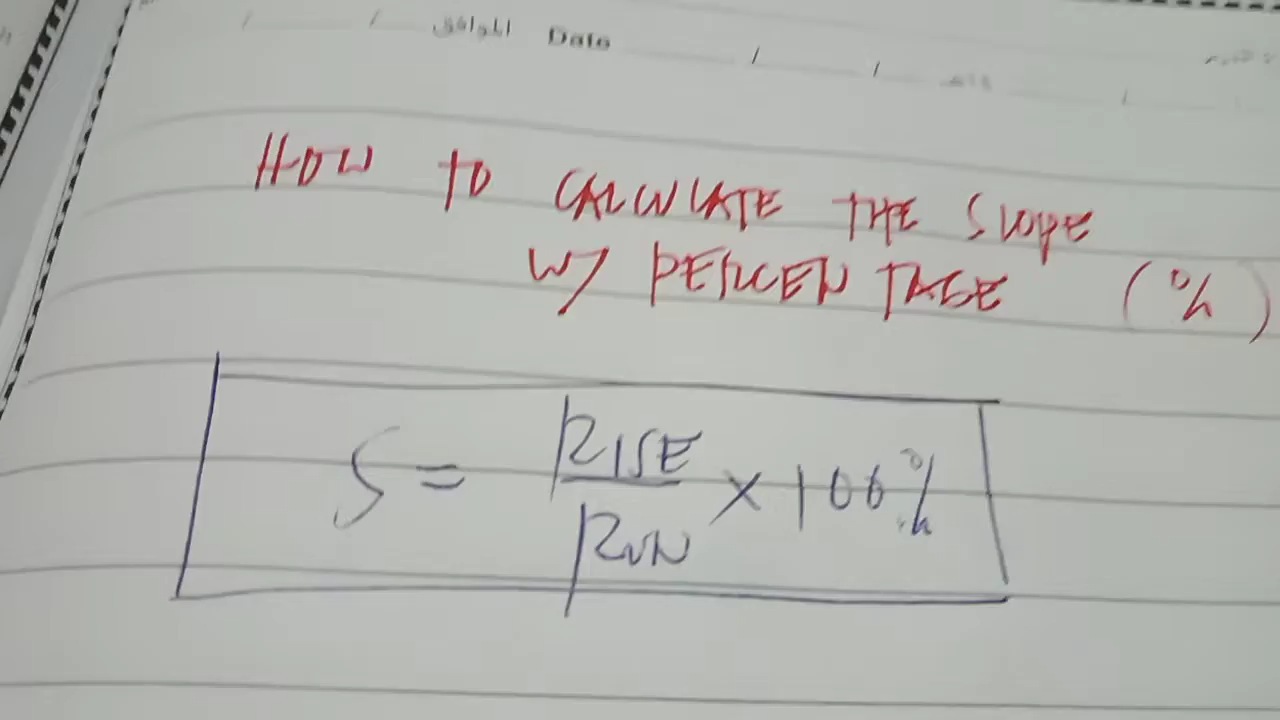 الموافق Date / /
HOW TO CALCULATE THE SLOPE
W/ PERCENTAGE (%)
S = RISE / RUN × 100%